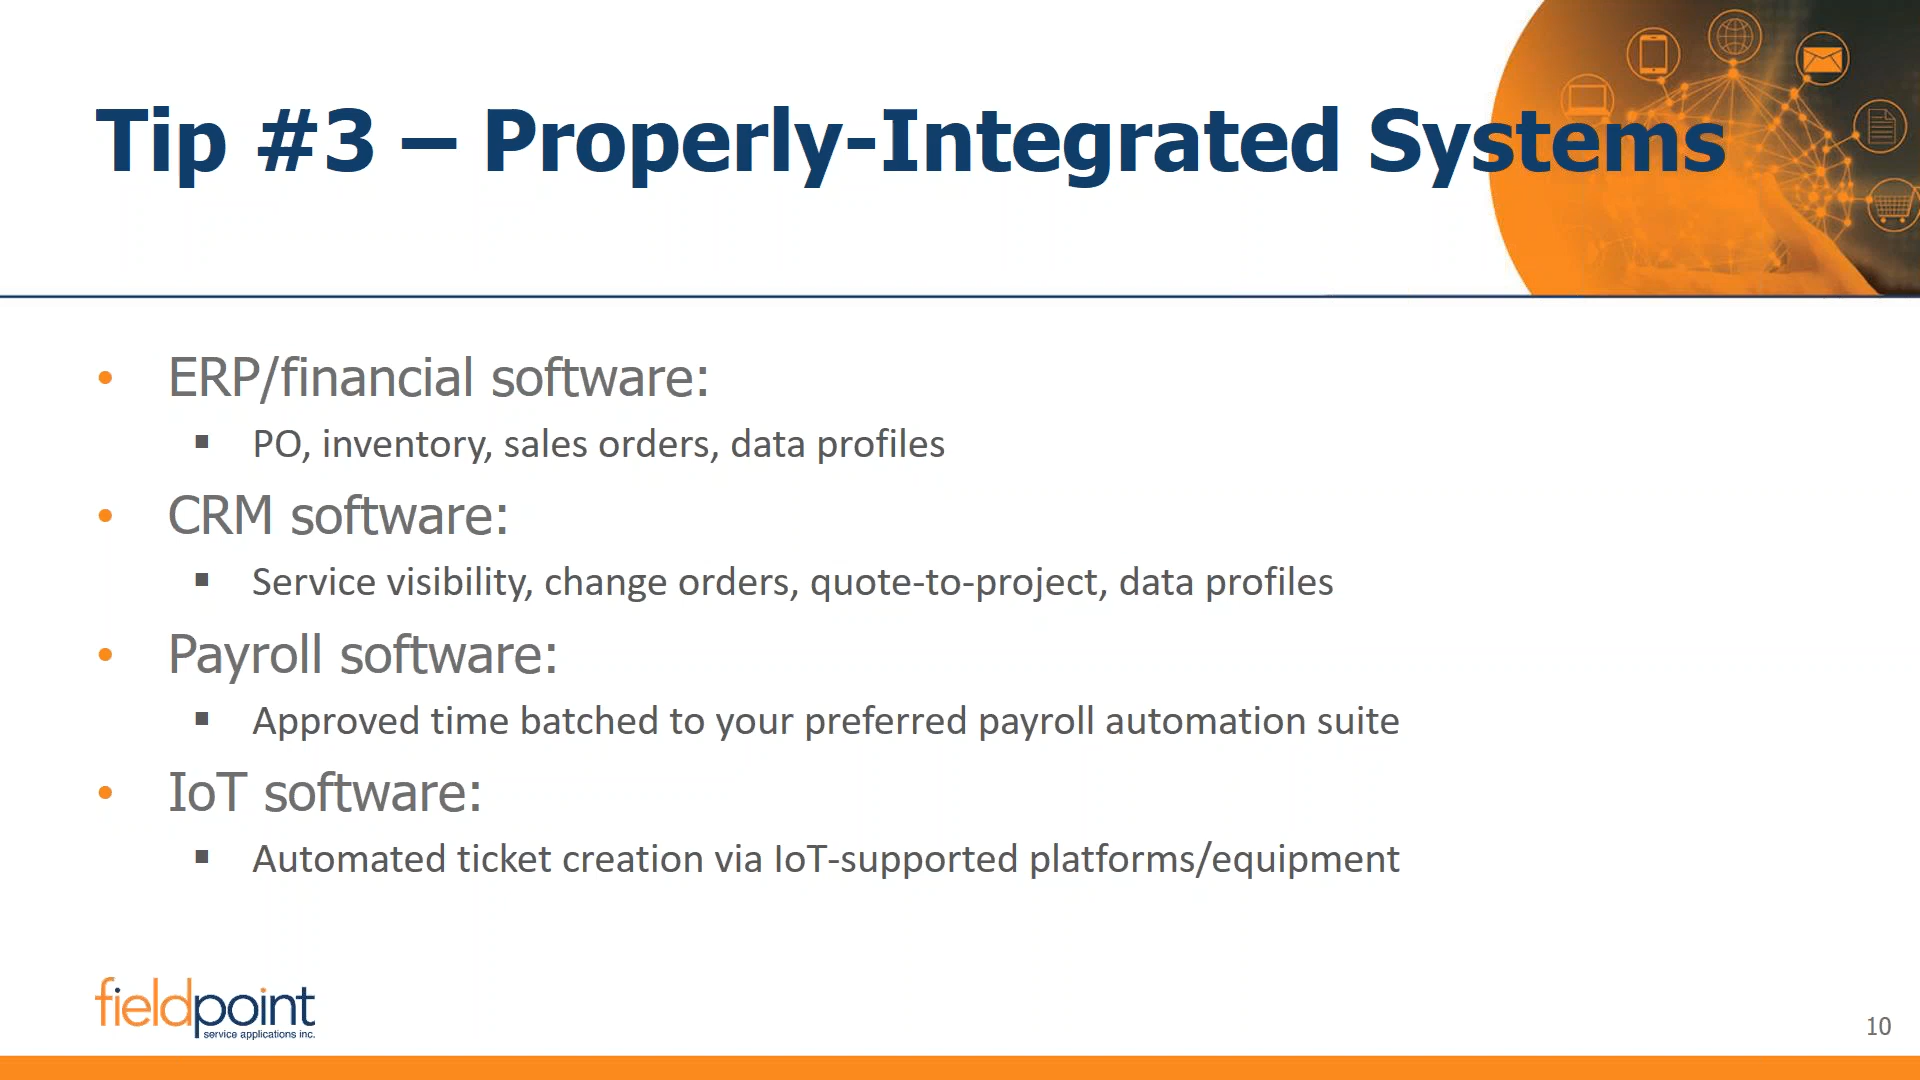 Tip #3 – Properly-Integrated Systems
• ERP/financial software:
▪ PO, inventory, sales orders, data profiles
• CRM software:
▪ Service visibility, change orders, quote-to-project, data profiles
• Payroll software:
▪ Approved time batched to your preferred payroll automation suite
• IoT software:
▪ Automated ticket creation via IoT-supported platforms/equipment
fieldpoint
service applications inc.
10